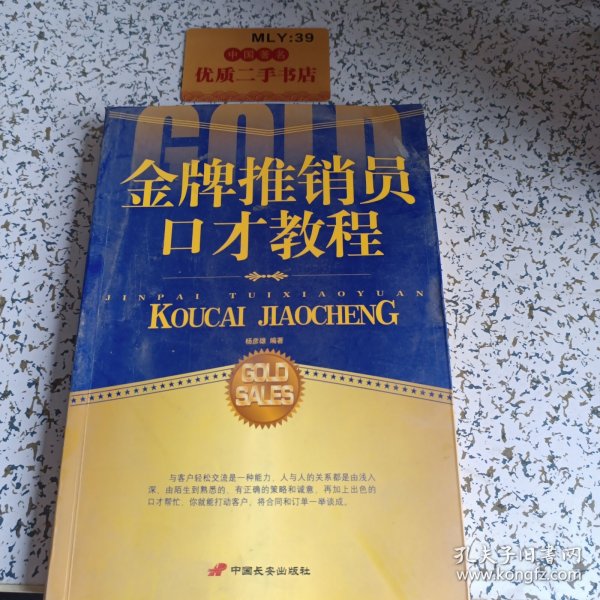 MLY:39
中国著名
优质二手书店
GOLD
金牌推销员
口才教程
JINPAI TUIXIAOYUAN
KOUCAI JIAOCHENG
杨彦雄 编著
GOLD
SALES
与客户轻松交流是一种能力，人与人的关系都是由浅入
深、由陌生到熟悉的，有正确的策略和诚意，再加上出色的
口才帮忙，你就能打动客户，将合同和订单一举谈成。
中国长安出版社
孔夫子旧书网
www.kongfz.com